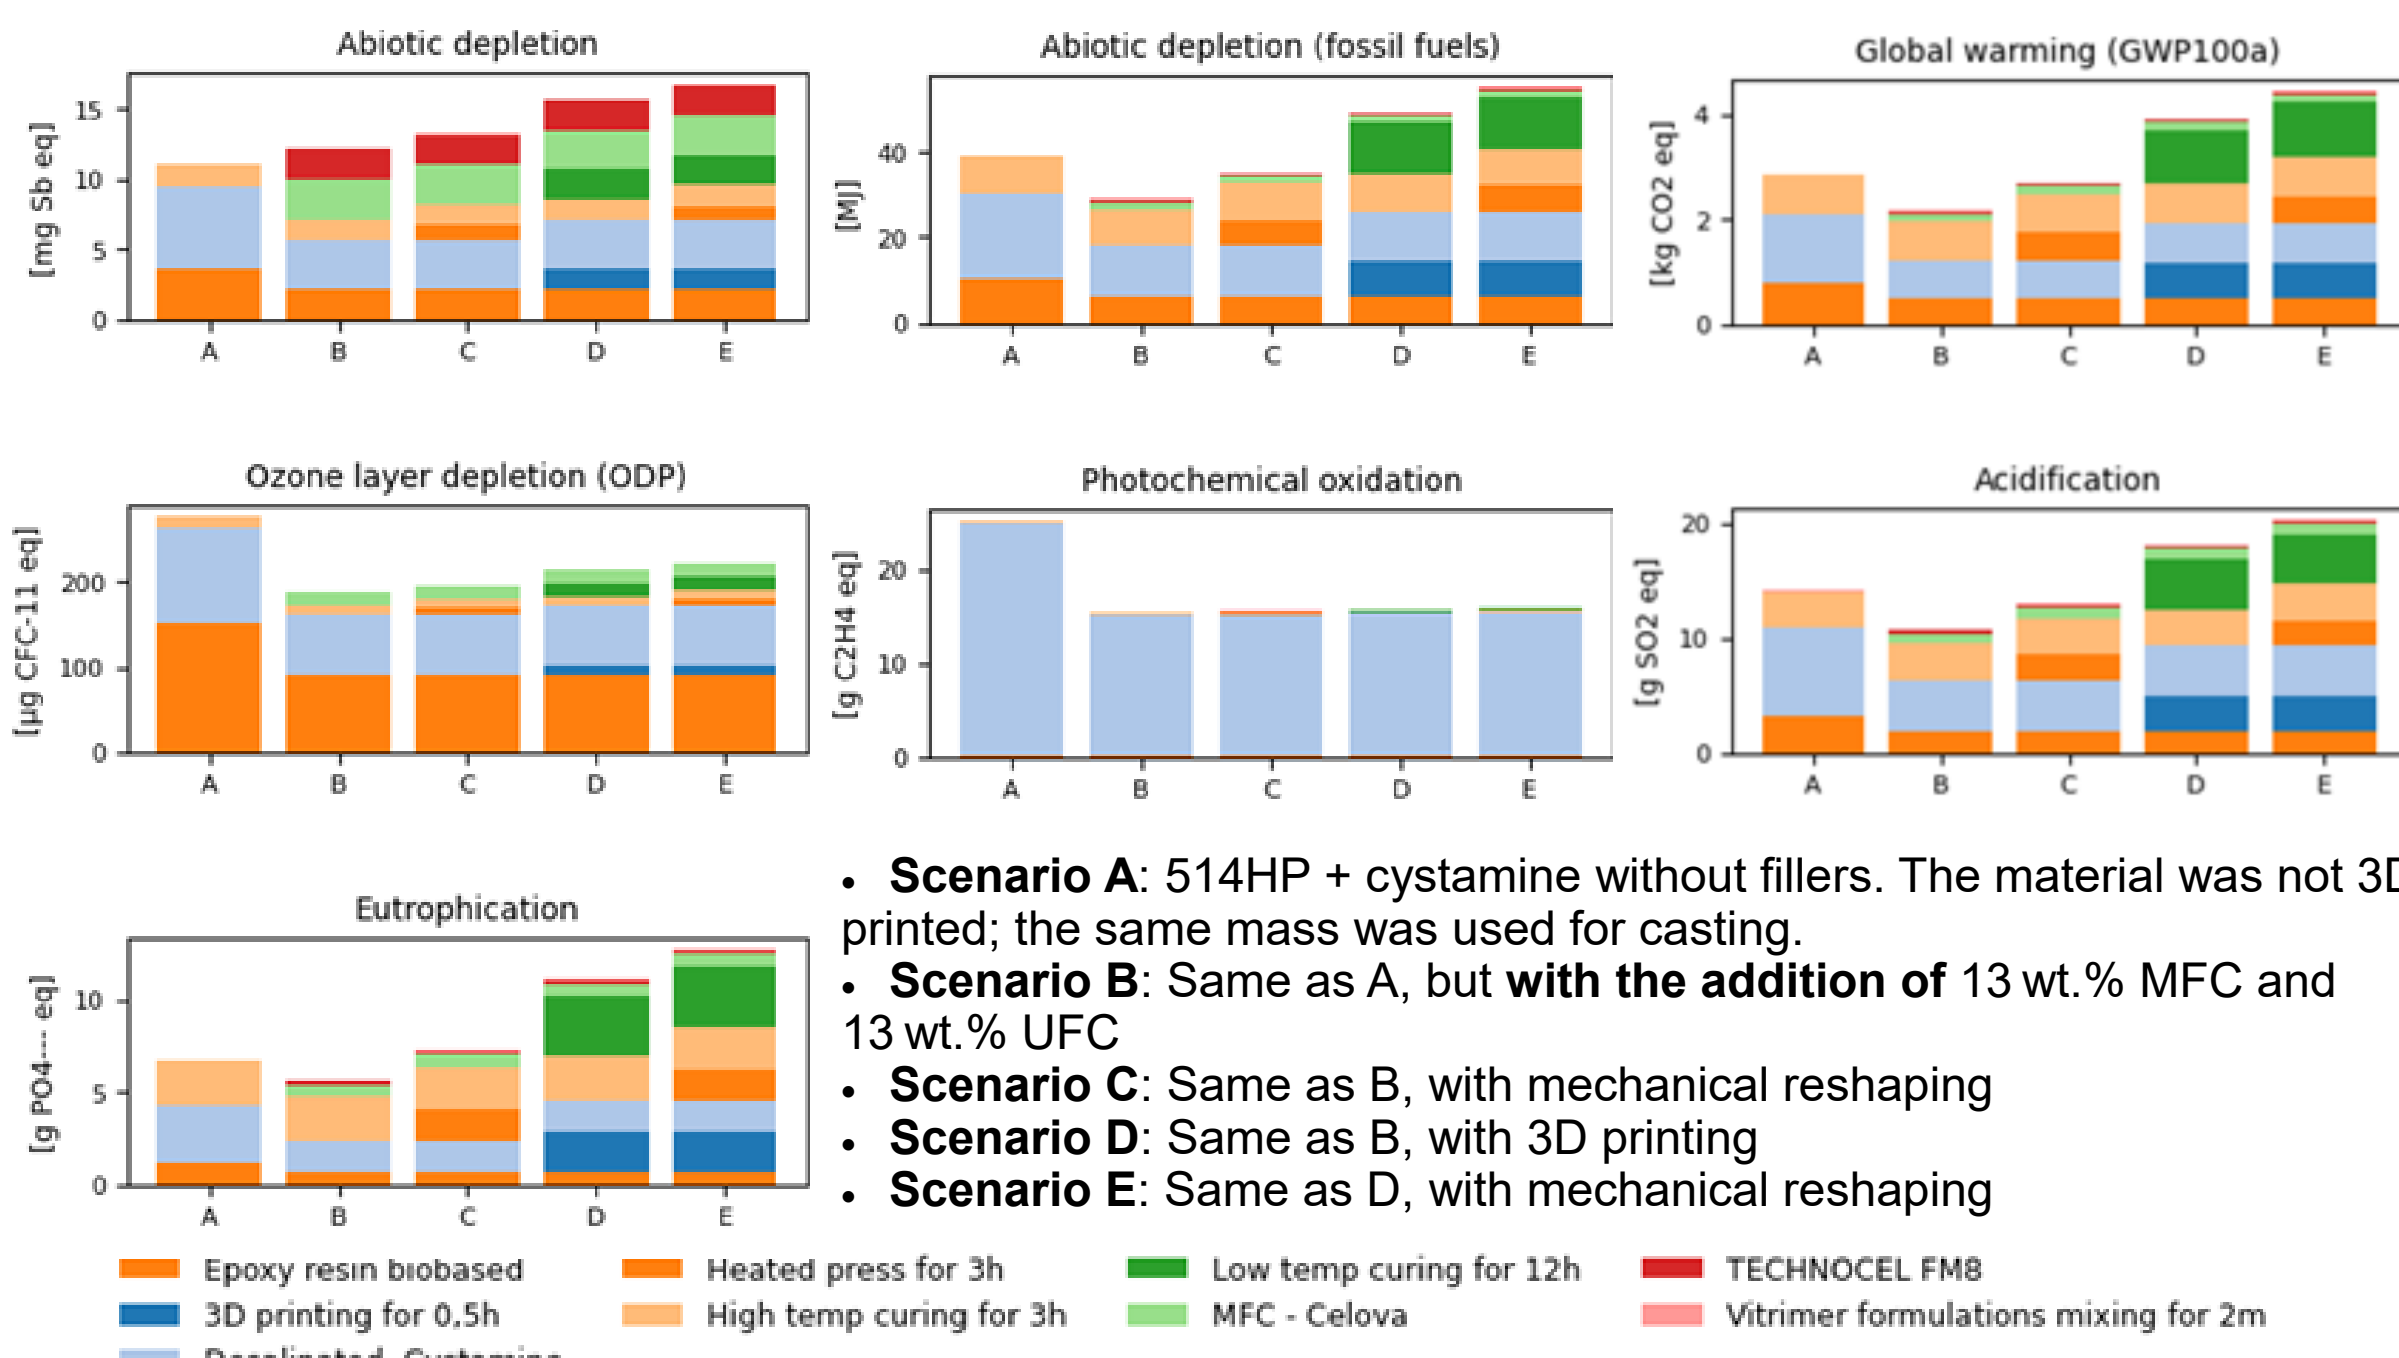 Abiotic depletion
[mg Sb eq]
15
10
5
0
A B C D E
Abiotic depletion (fossil fuels)
[MJ]
40
20
0
A B C D E
Global warming (GWP100a)
[kg CO2 eq]
4
2
0
A B C D E
Ozone layer depletion (ODP)
[µg CFC-11 eq]
200
100
0
A B C D E
Photochemical oxidation
[g C2H4 eq]
20
10
0
A B C D E
Acidification
[g SO2 eq]
20
10
0
A B C D E
Eutrophication
[g PO4--- eq]
10
5
0
A B C D E
• Scenario A: 514HP + cystamine without fillers. The material was not 3D
printed; the same mass was used for casting.
• Scenario B: Same as A, but with the addition of 13 wt.% MFC and
13 wt.% UFC
• Scenario C: Same as B, with mechanical reshaping
• Scenario D: Same as B, with 3D printing
• Scenario E: Same as D, with mechanical reshaping
Epoxy resin biobased
Heated press for 3h
Low temp curing for 12h
TECHNOCEL FM8
3D printing for 0,5h
High temp curing for 3h
MFC - Celova
Vitrimer formulations mixing for 2m